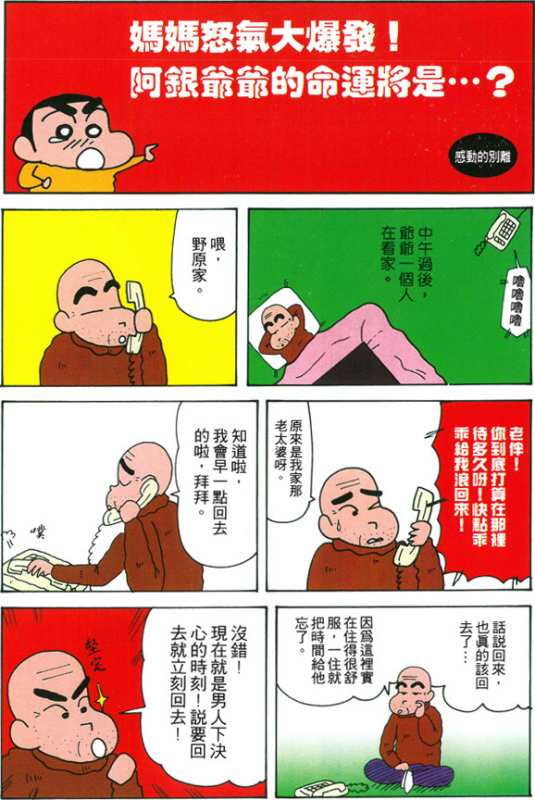 媽媽怒氣大爆發！
阿銀爺爺的命運將是…？
感動的別離
中午過後，
爺爺一個人
在看家。
嚕嚕嚕嚕
喂，
野原家。
老伴！
你到底打算在那裡
待多久呀！快點乖
乖給我滾回來！
原來是我家那
老太婆呀。
知道啦，
我會早一點回去
的啦，拜拜。
噗
話說回來，
也真的該回
去了…
因為這裡實
在住得很舒
服，一住就
把時間給他
忘了。
沒錯！
現在就是男人下決
心的時刻！說要回
去就立刻回去！
堅定